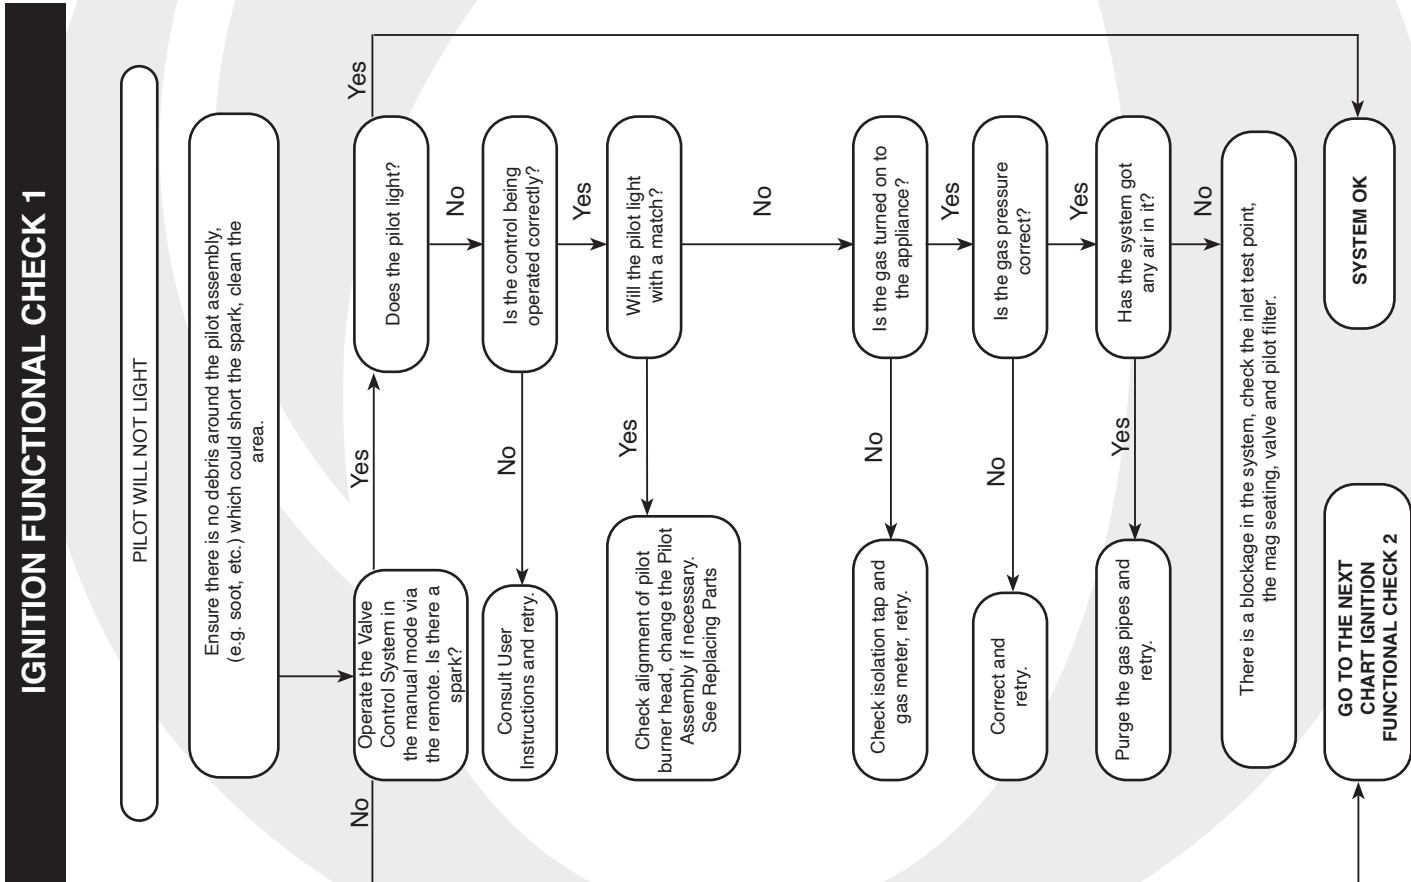 IGNITION FUNCTIONAL CHECK 1
PILOT WILL NOT LIGHT
Ensure there is no debris around the pilot assembly,
(e.g. soot, etc.) which could short the spark, clean the
area.
Operate the Valve
Control System in
the manual mode via
the remote. Is there a
spark?
No
Yes
Does the pilot light?
Yes
No
Is the control being
operated correctly?
No
Consult User
Instructions and retry.
Yes
Will the pilot light
with a match?
Yes
Check alignment of pilot
burner head, change the Pilot
Assembly if necessary.
See Replacing Parts
No
Is the gas turned on to
the appliance?
No
Check isolation tap and
gas meter, retry.
Yes
Is the gas pressure
correct?
No
Correct and
retry.
Yes
Has the system got
any air in it?
Yes
Purge the gas pipes and
retry.
No
There is a blockage in the system, check the inlet test point,
the mag seating, valve and pilot filter.
GO TO THE NEXT
CHART IGNITION
FUNCTIONAL CHECK 2
SYSTEM OK